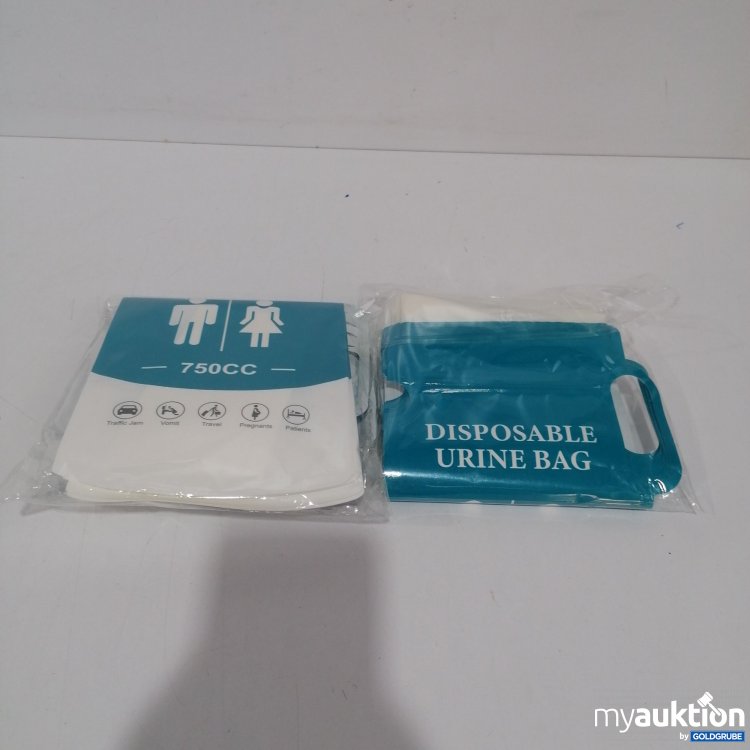 — 750CC —
Traffic Jam
Vomit
Travel
Pregnants
Patients
DISPOSABLE
URINE BAG
myauktion
by GOLDGRUBE